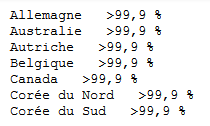 Allemagne >99,9 %
Australie >99,9 %
Autriche >99,9 %
Belgique >99,9 %
Canada >99,9 %
Corée du Nord >99,9 %
Corée du Sud >99,9 %